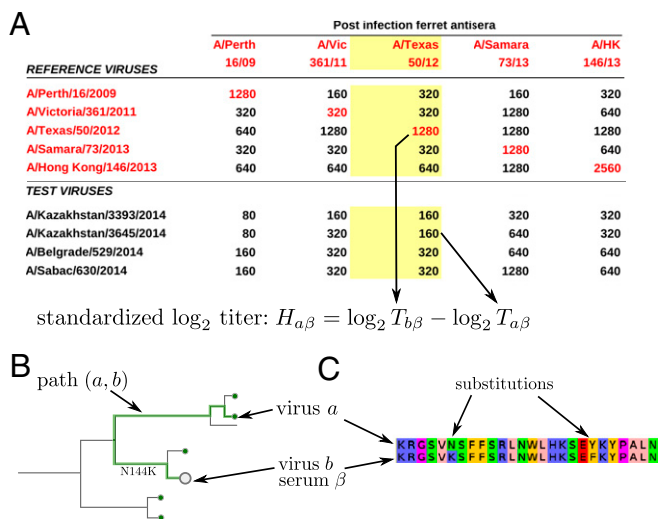 A
Post infection ferret antisera
A/Perth A/Vic A/Texas A/Samara A/HK
REFERENCE VIRUSES 16/09 361/11 50/12 73/13 146/13
A/Perth/16/2009 1280 160 320 160 320
A/Victoria/361/2011 320 320 320 1280 640
A/Texas/50/2012 640 1280 1280 1280 1280
A/Samara/73/2013 320 320 320 1280 640
A/Hong Kong/146/2013 640 640 640 1280 2560
TEST VIRUSES
A/Kazakhstan/3393/2014 80 160 160 320 320
A/Kazakhstan/3645/2014 80 320 160 640 320
A/Belgrade/529/2014 160 320 320 640 640
A/Sabac/630/2014 160 320 320 1280 640
standardized log₂ titer: Haβ = log₂ Tbβ − log₂ Taβ
B
path (a, b)
virus a
N144K
virus b
serum β
C
substitutions
KRGSVNSFFSRLNWLHKSEYKYPALN
KRGSVKSFFSRLNWLHKSEFKYPALN